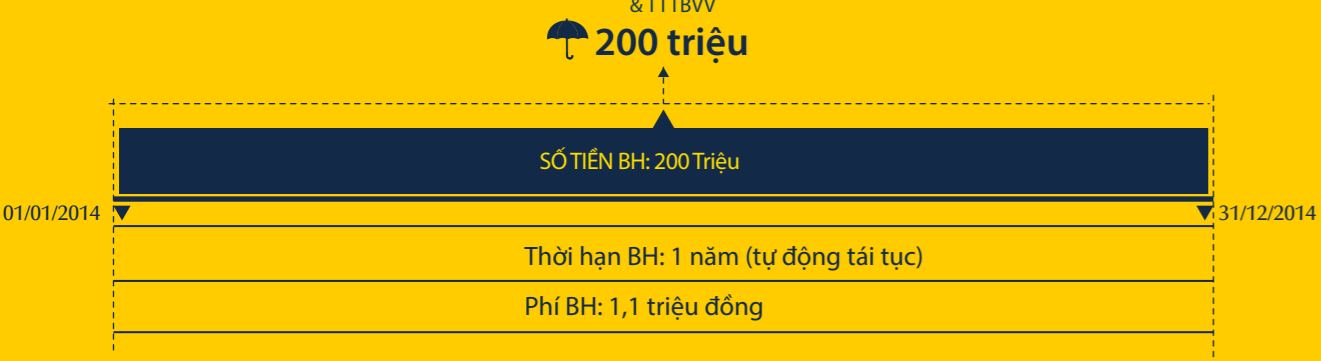 & TTTBVV
200 triệu
SỐ TIỀN BH: 200 Triệu
01/01/2014
31/12/2014
Thời hạn BH: 1 năm (tự động tái tục)
Phí BH: 1,1 triệu đồng